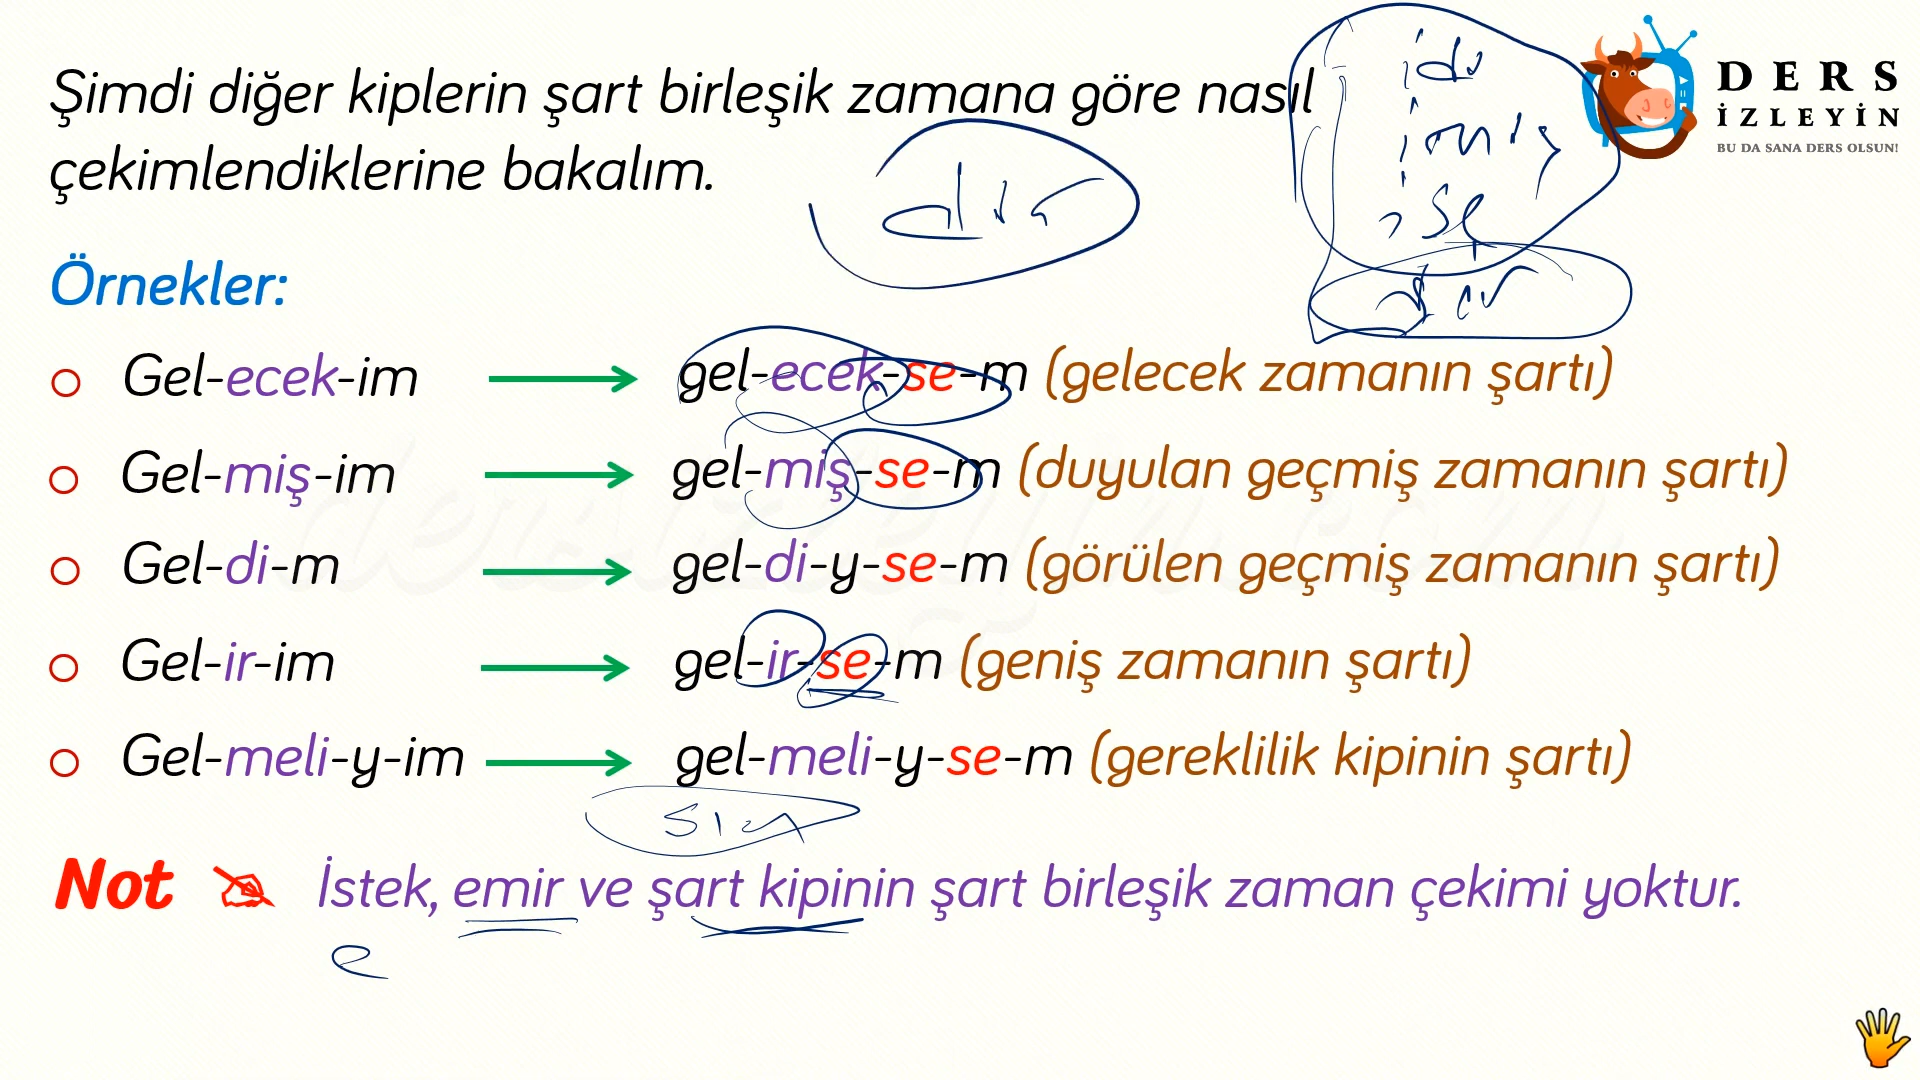 Şimdi diğer kiplerin şart birleşik zamana göre nasıl
çekimlendiklerine bakalım.
DERS
İZLEYİN
BU DA SANA DERS OLSUN!
idi
imiş
ise
dır
Örnekler:
Gel-ecek-im gel-ecek-se-m (gelecek zamanın şartı)
Gel-miş-im gel-miş-se-m (duyulan geçmiş zamanın şartı)
Gel-di-m gel-di-y-se-m (görülen geçmiş zamanın şartı)
Gel-ir-im gel-ir-se-m (geniş zamanın şartı)
Gel-meli-y-im gel-meli-y-se-m (gereklilik kipinin şartı)
Not İstek, emir ve şart kipinin şart birleşik zaman çekimi yoktur.
e